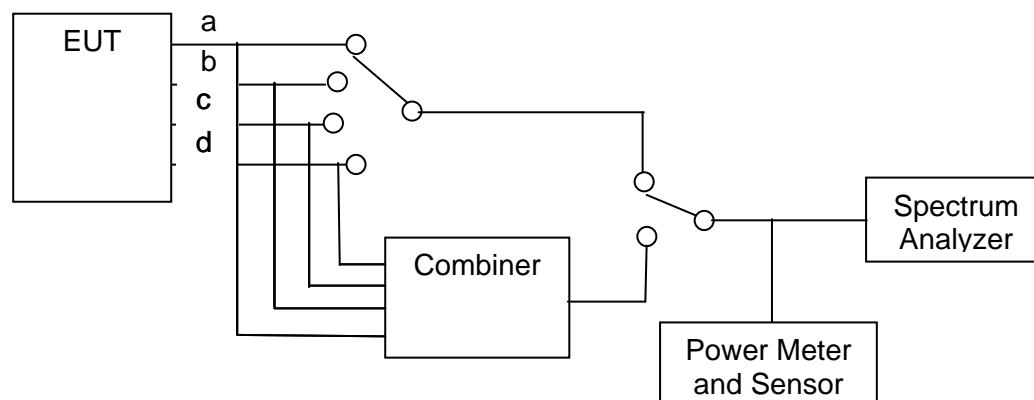 EUT
a
b
c
d
Combiner
Spectrum
Analyzer
Power Meter
and Sensor